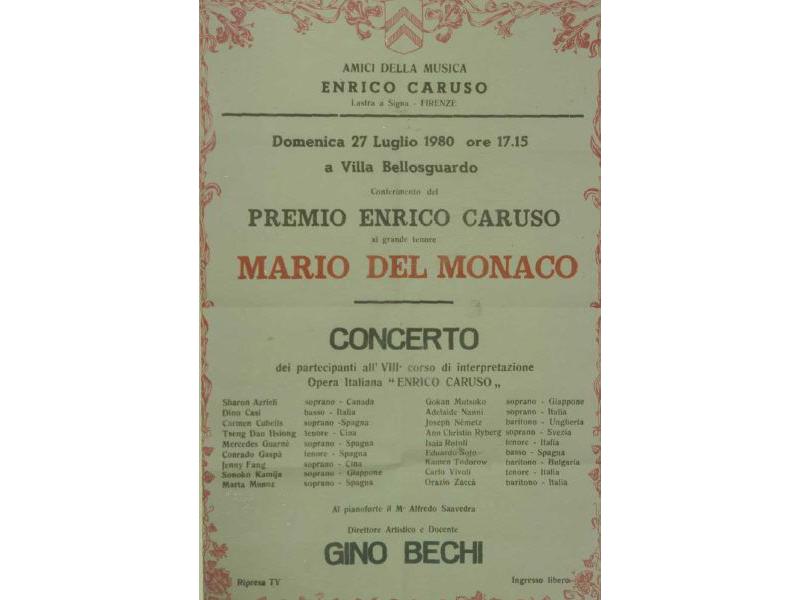 AMICI DELLA MUSICA
ENRICO CARUSO
Lastra a Signa - FIRENZE
Domenica 27 Luglio 1980 ore 17.15
a Villa Bellosguardo
Conferimento del
PREMIO ENRICO CARUSO
al grande tenore
MARIO DEL MONACO
CONCERTO
dei partecipanti all' VIII° corso di interpretazione
Opera Italiana "ENRICO CARUSO„
Sharon Azrieli soprano - Canada
Dino Casi basso - Italia
Carmen Cubells soprano -Spagna
Tseng Dau Hsiong tenore - Cina
Mercedes Guarnè soprano - Spagna
Conrado Gaspà tenore - Spagna
Jenny Fang soprano - Cina
Sonoko Kamija soprano - Giappone
Marta Munoz soprano - Spagna
Gokan Mutsuko soprano - Giappone
Adelaide Nanni soprano - Italia
Joseph Németz baritono - Ungheria
Ann Christin Ryberg soprano - Svezia
Isaia Rotoli tenore - Italia
Eduardo Soto basso - Spagna
Kamen Todorow baritono - Bulgaria
Carlo Vivoli tenore - Italia
Orazio Zaccà baritono - Italia
Al pianoforte il M° Alfredo Saavedra
Direttore Artistico e Docente
GINO BECHI
Ripresa TV
Ingresso libero